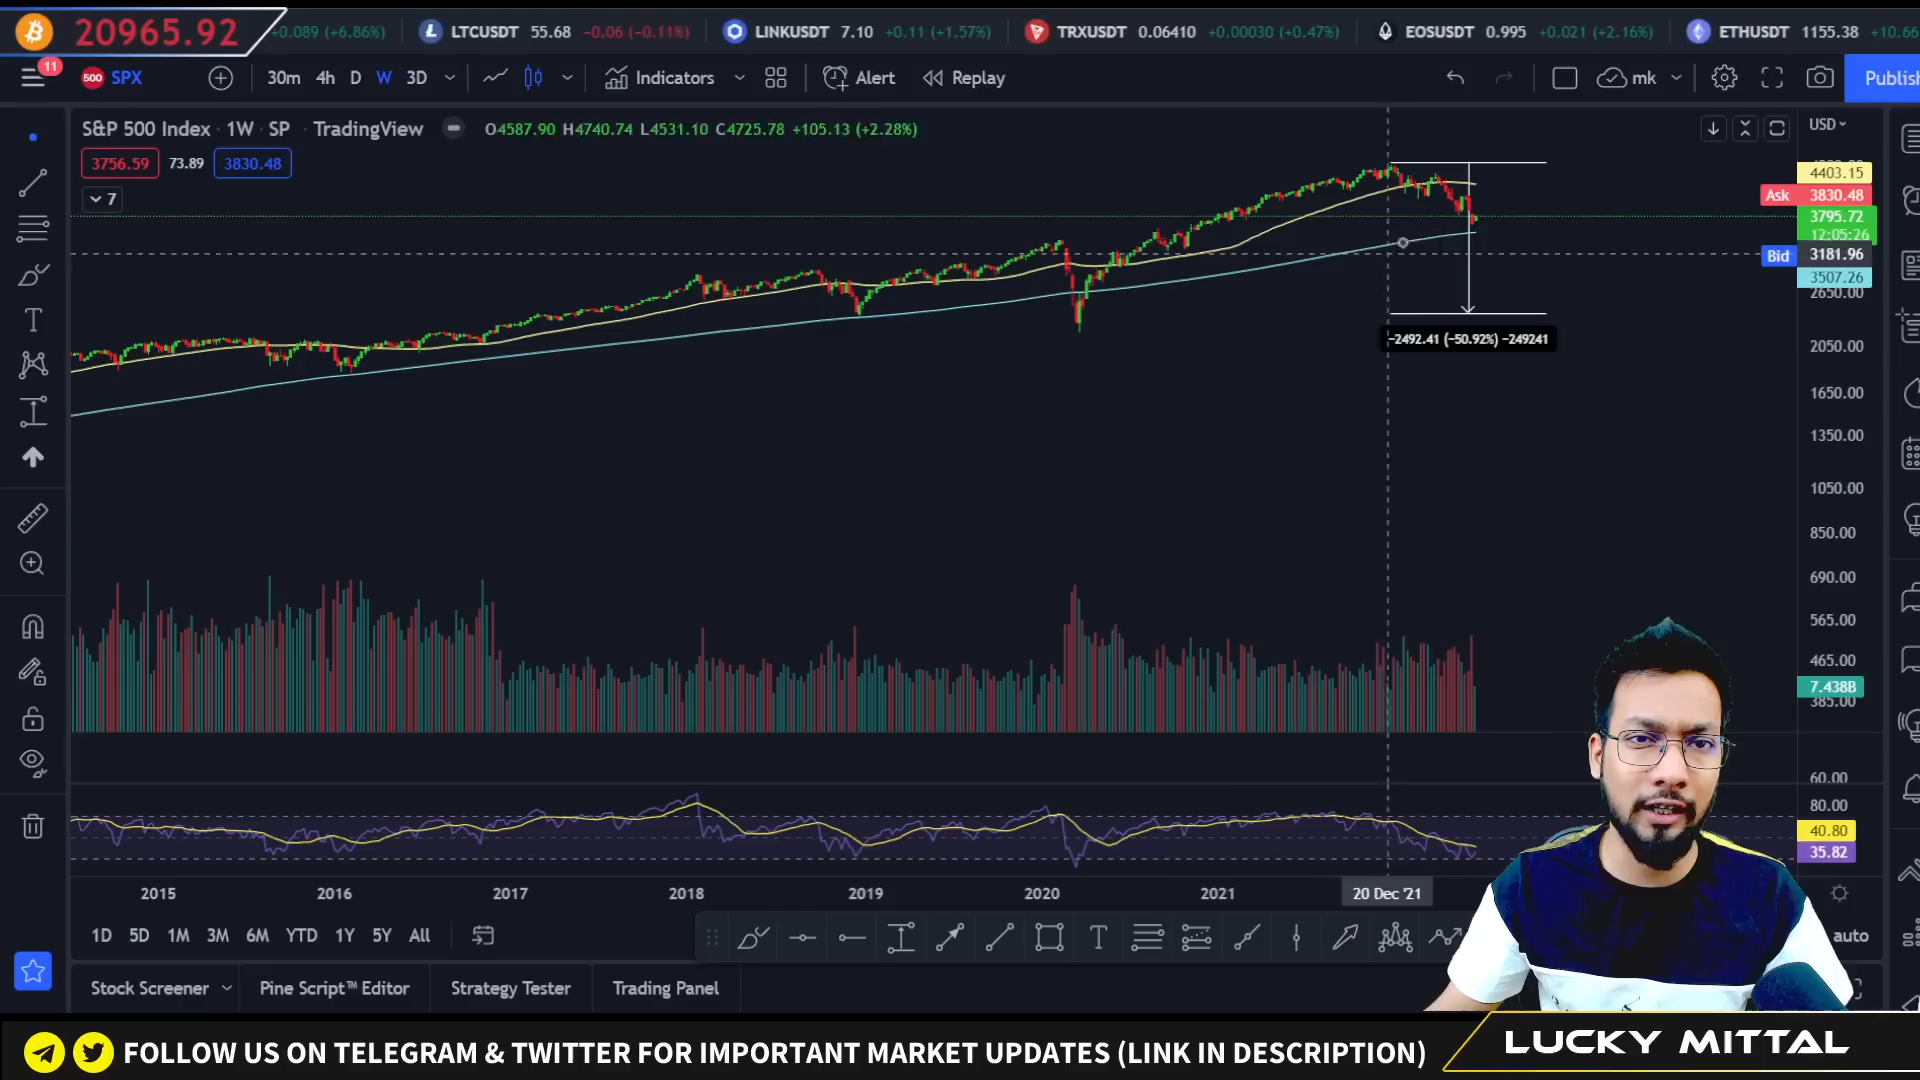 20965.92
+0.089 (+6.86%)
LTCUSDT 55.68 −0.06 (−0.11%)
LINKUSDT 7.10 +0.11 (+1.57%)
TRXUSDT 0.06410 +0.00030 (+0.47%)
EOSUSDT 0.995 +0.021 (+2.16%)
ETHUSDT 1155.38 +10.66
11
500 SPX
30m 4h D W 3D
Indicators
Alert
Replay
mk
Publish
S&P 500 Index · 1W · SP · TradingView
O4587.90 H4740.74 L4531.10 C4725.78 +105.13 (+2.28%)
USD
3756.59 73.89 3830.48
7
4403.15
Ask 3830.48
3795.72
12:05:26
Bid 3181.96
3507.26
2650.00
−2492.41 (−50.92%) −249241
2050.00
1650.00
1350.00
1050.00
850.00
690.00
565.00
465.00
7.438B
385.00
60.00
80.00
40.80
35.82
2015 2016 2017 2018 2019 2020 2021 20 Dec '21
1D 5D 1M 3M 6M YTD 1Y 5Y All
T
auto
Stock Screener
Pine Script™ Editor
Strategy Tester
Trading Panel
FOLLOW US ON TELEGRAM & TWITTER FOR IMPORTANT MARKET UPDATES (LINK IN DESCRIPTION)
LUCKY MITTAL